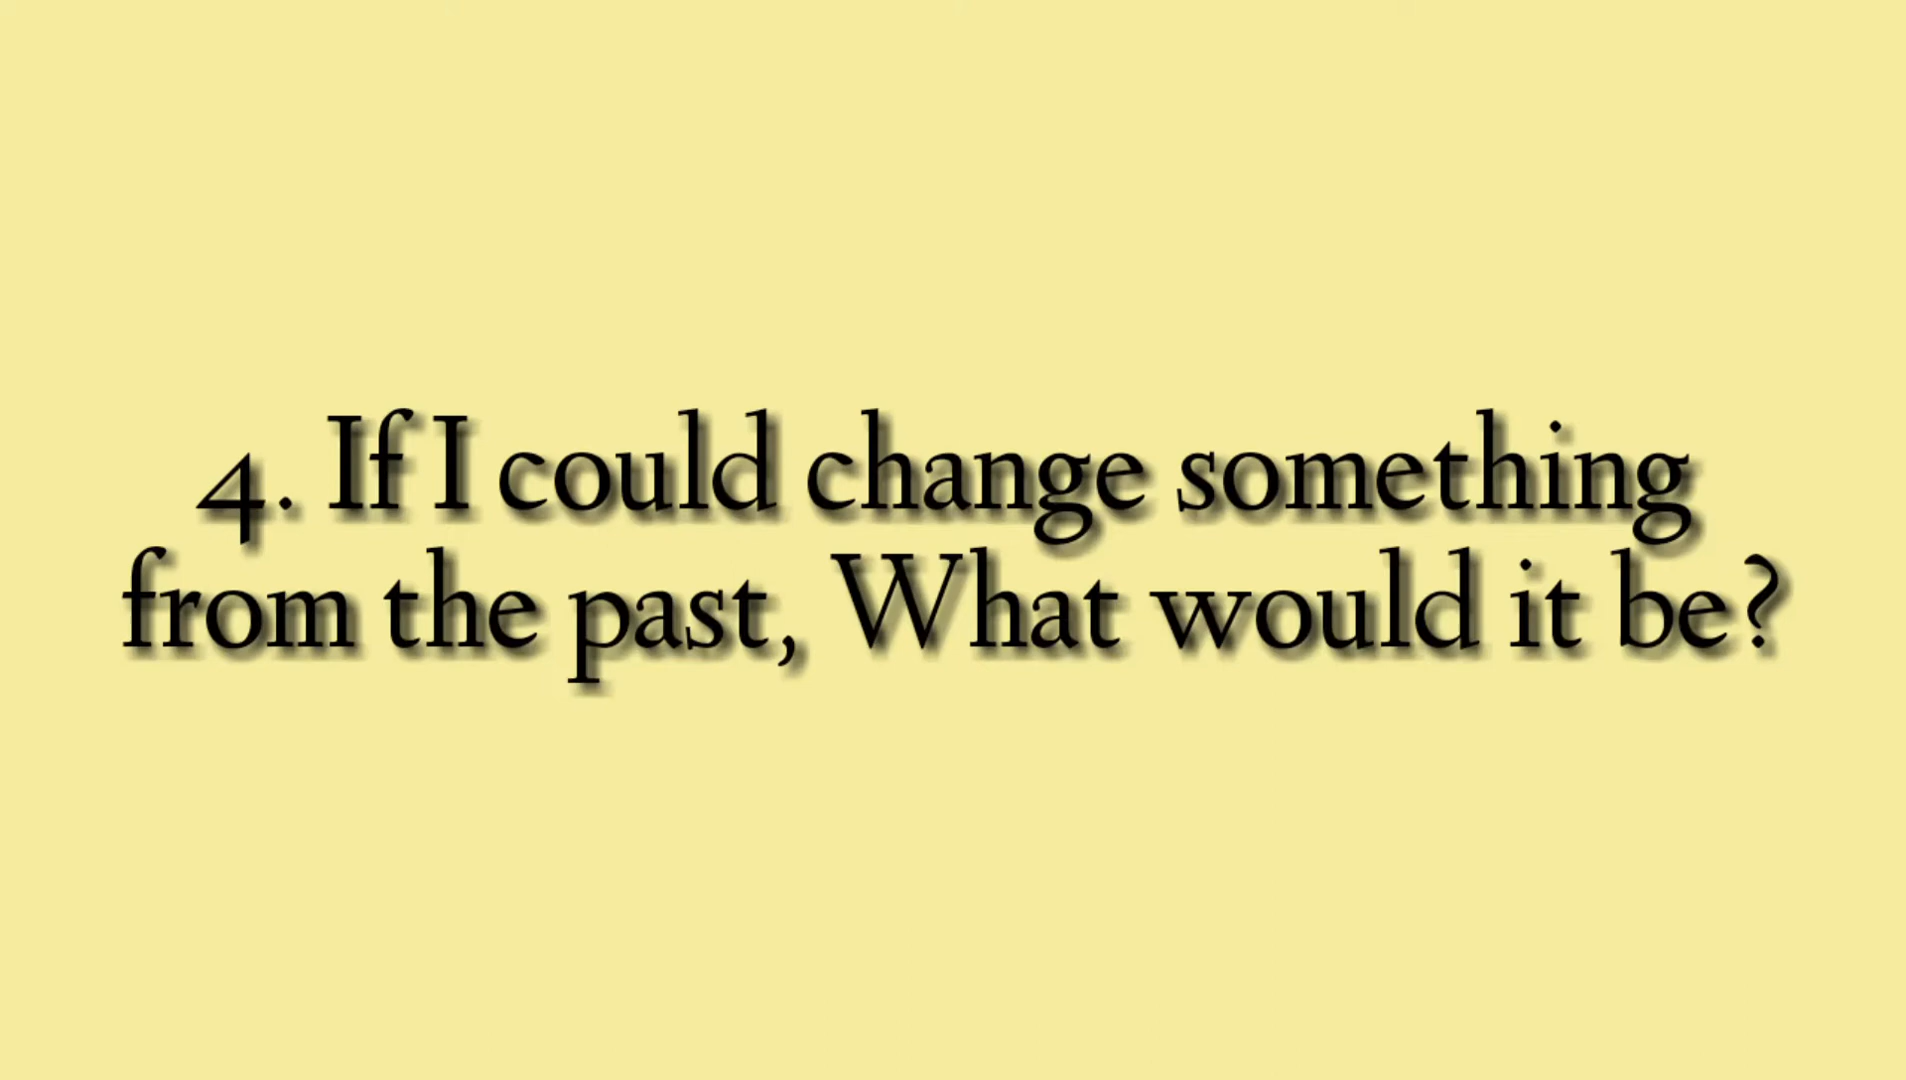 4. If I could change something
from the past, What would it be?